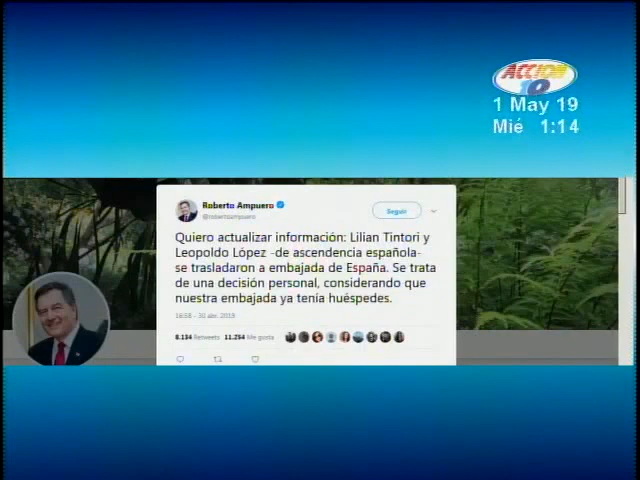 ACCION
10
1 May 19
Mié 1:14
Roberto Ampuero
@robertoampuero
Seguir
Quiero actualizar información: Lilian Tintori y
Leopoldo López -de ascendencia española-
se trasladaron a embajada de España. Se trata
de una decisión personal, considerando que
nuestra embajada ya tenía huéspedes.
16:58 - 30 abr. 2019
8.134 Retweets 11.254 Me gusta